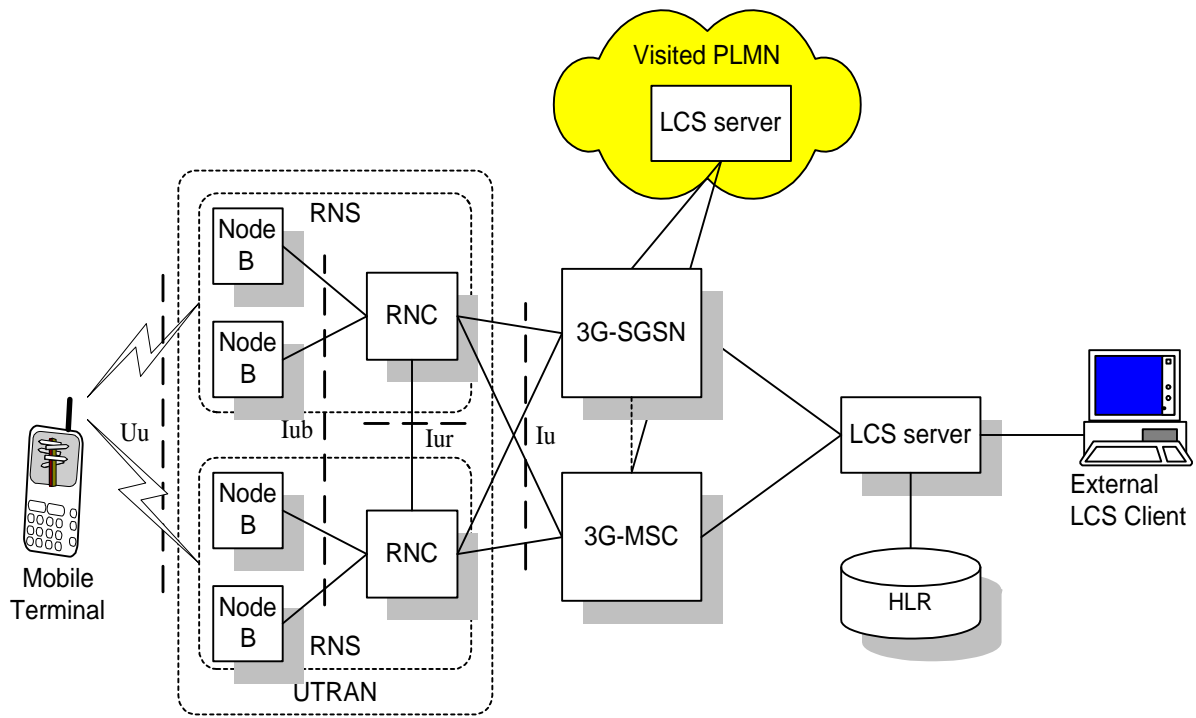 Visited PLMN
LCS server
RNS
Node
B
Node
B
RNC
3G-SGSN
Uu
Iub
Iur
Iu
LCS server
Node
B
Node
B
RNC
3G-MSC
External
LCS Client
Mobile
Terminal
HLR
RNS
UTRAN